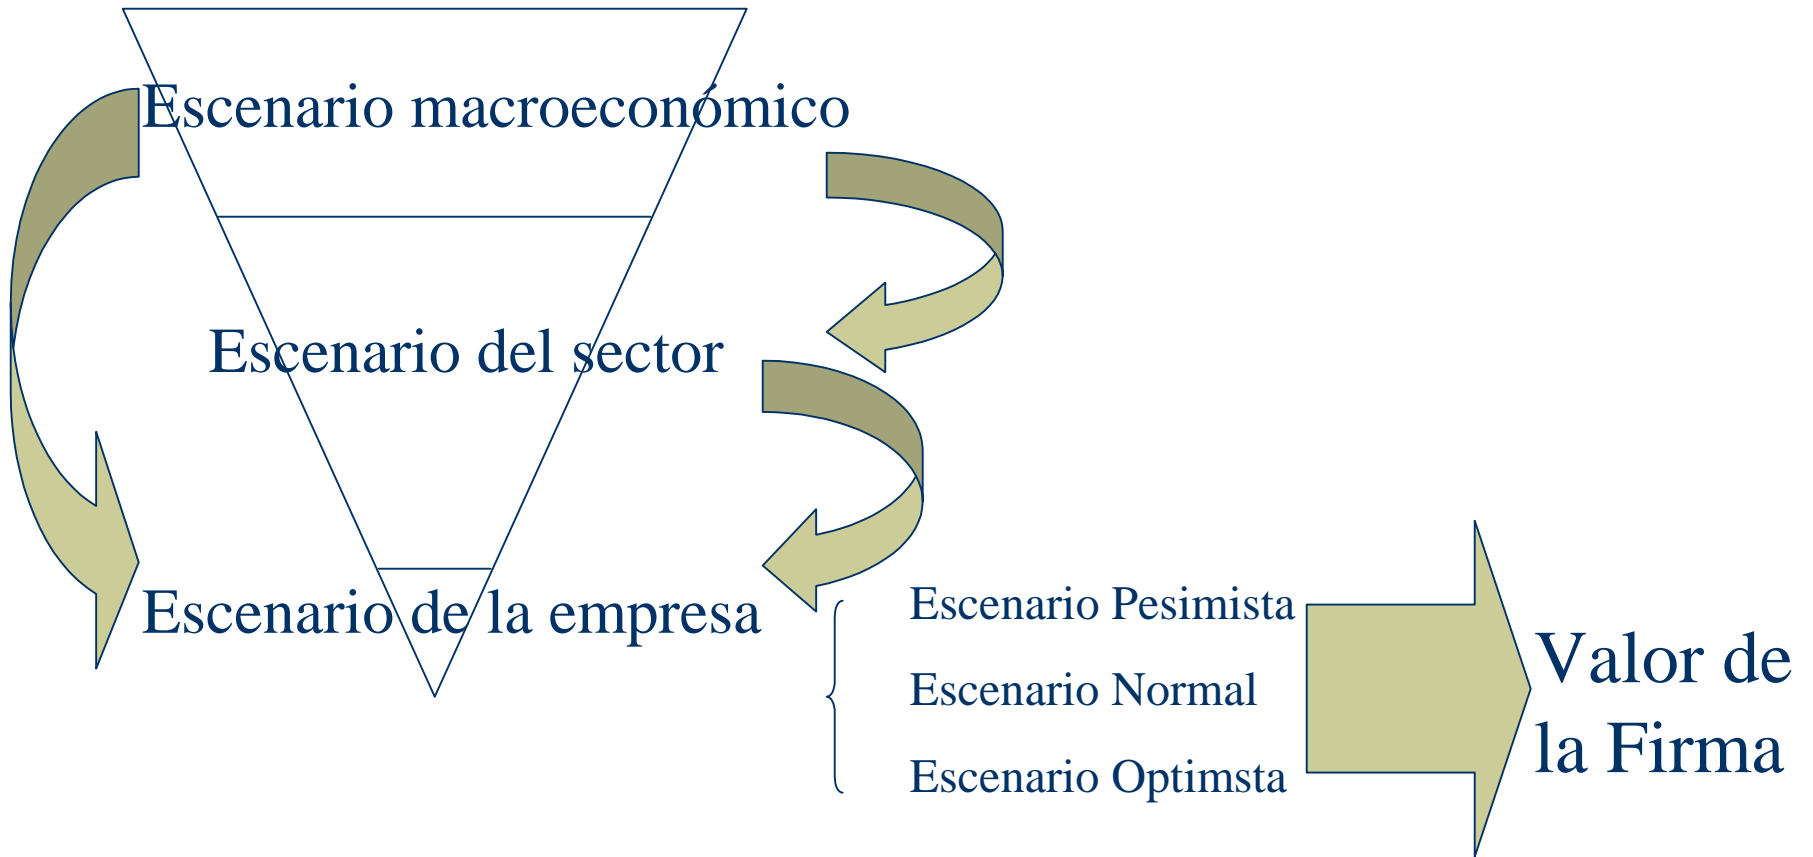 Escenario macroeconómico
Escenario del sector
Escenario de la empresa
Escenario Pesimista
Escenario Normal
Escenario Optimsta
Valor de
la Firma